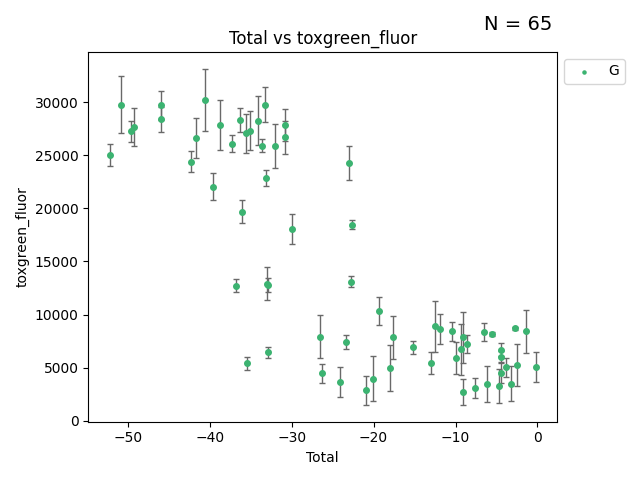 N = 65
Total vs toxgreen_fluor
G
toxgreen_fluor
30000
25000
20000
15000
10000
5000
0
−50 −40 −30 −20 −10 0
Total